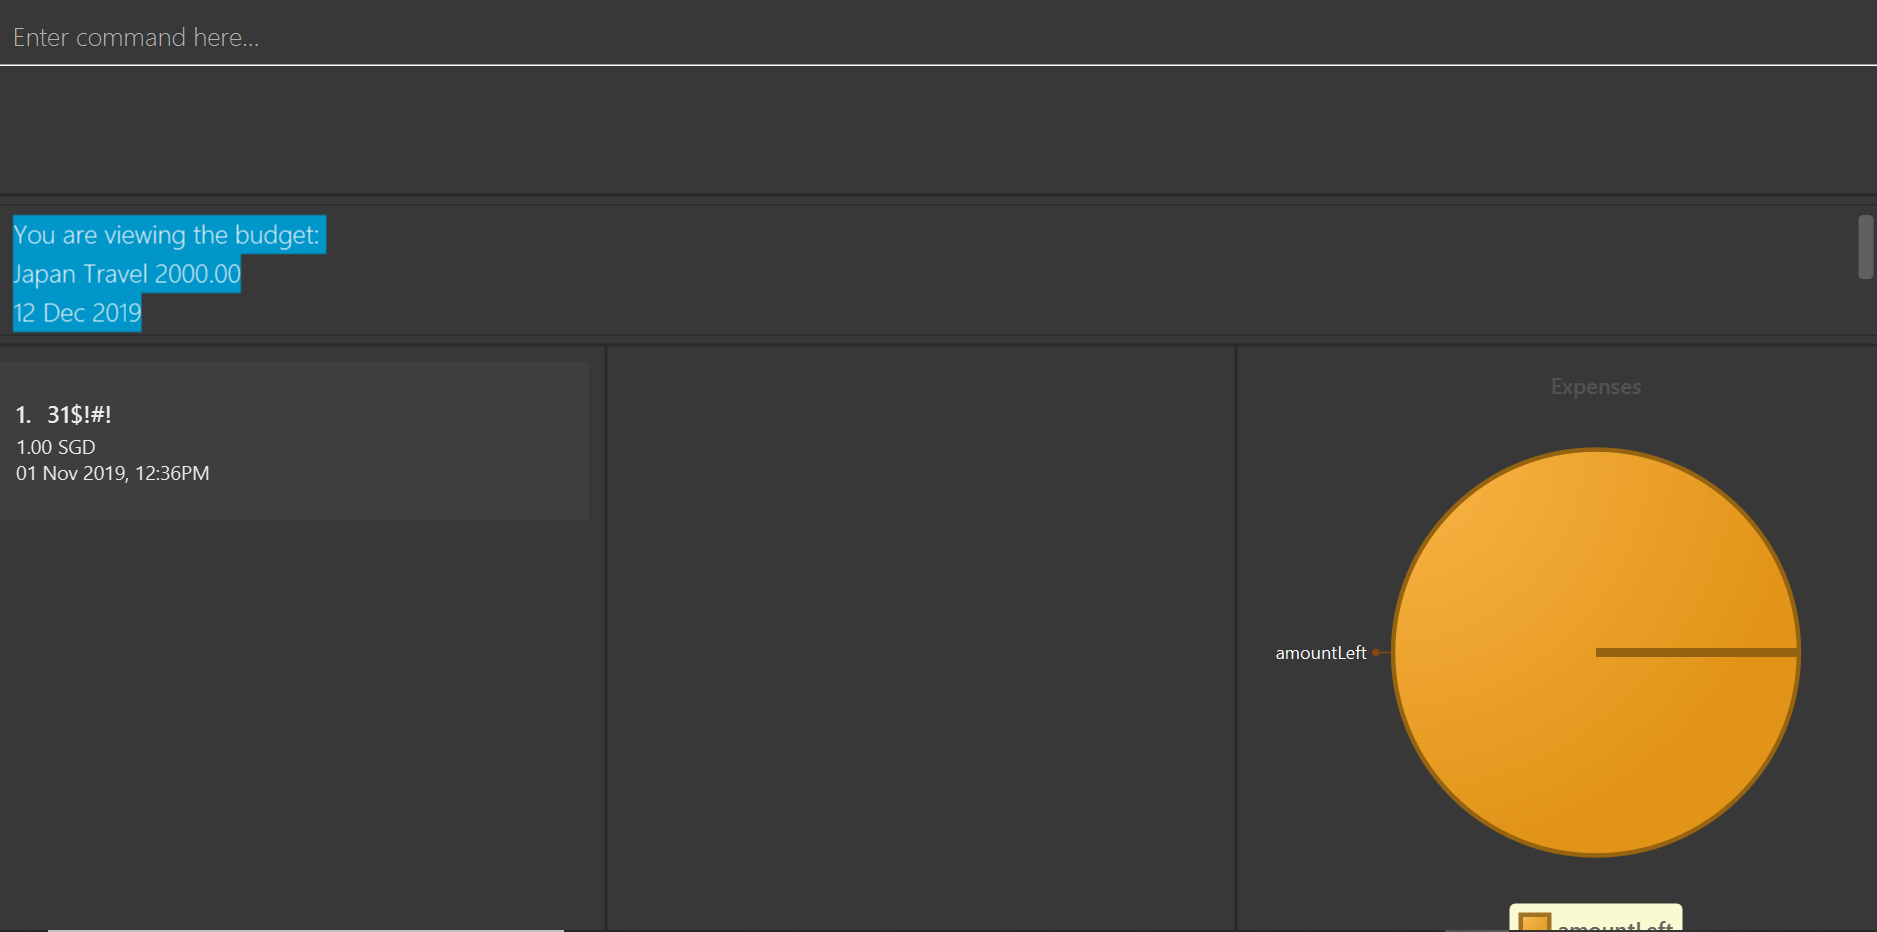 Enter command here...
You are viewing the budget:
Japan Travel 2000.00
12 Dec 2019
1. 31$!#!
1.00 SGD
01 Nov 2019, 12:36PM
Expenses
amountLeft
amountLeft